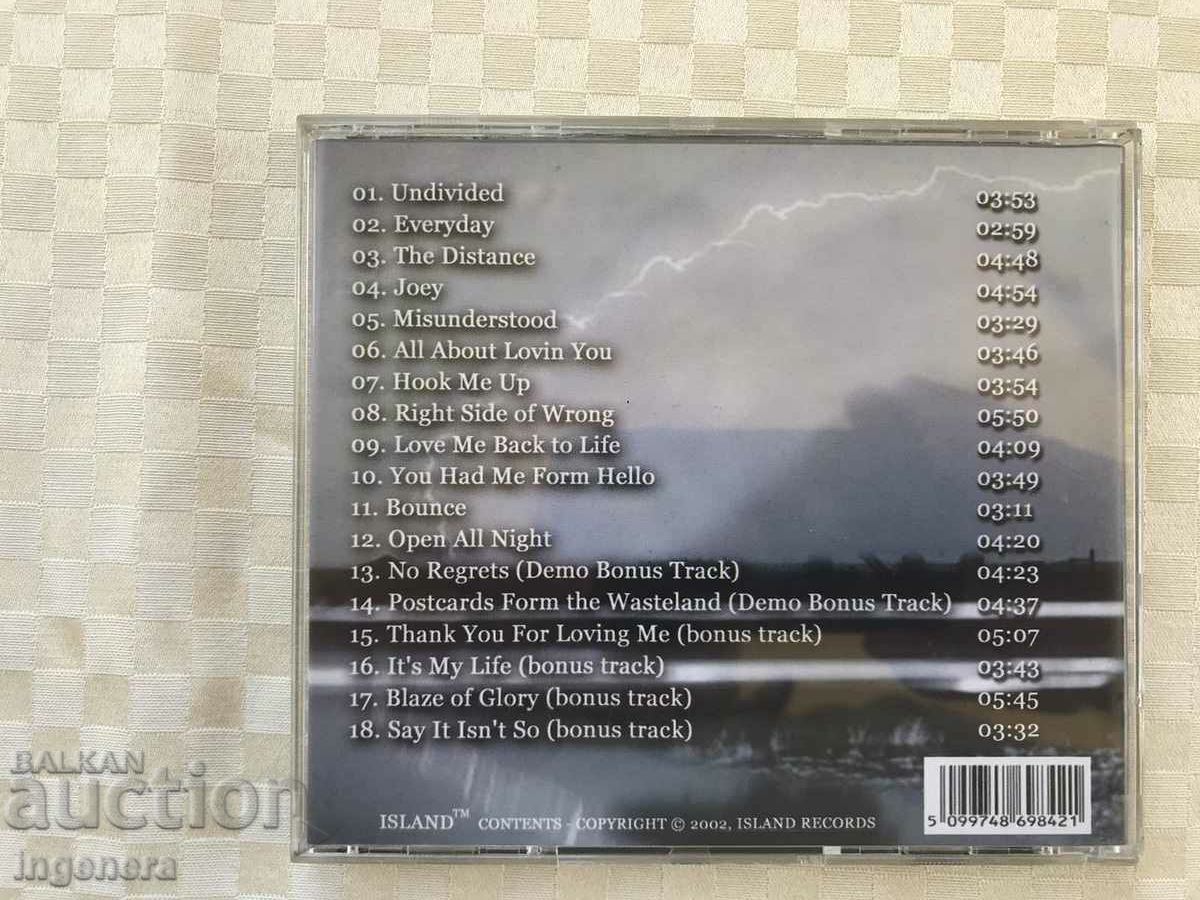 01. Undivided 03:53
02. Everyday 02:59
03. The Distance 04:48
04. Joey 04:54
05. Misunderstood 03:29
06. All About Lovin You 03:46
07. Hook Me Up 03:54
08. Right Side of Wrong 05:50
09. Love Me Back to Life 04:09
10. You Had Me Form Hello 03:49
11. Bounce 03:11
12. Open All Night 04:20
13. No Regrets (Demo Bonus Track) 04:23
14. Postcards Form the Wasteland (Demo Bonus Track) 04:37
15. Thank You For Loving Me (bonus track) 05:07
16. It's My Life (bonus track) 03:43
17. Blaze of Glory (bonus track) 05:45
18. Say It Isn't So (bonus track) 03:32
ISLAND™ CONTENTS - COPYRIGHT © 2002, ISLAND RECORDS
5 099748 698421
BALKAN
auction
ingenera